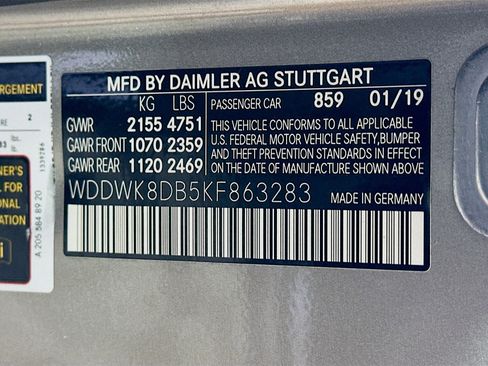 MFD BY DAIMLER AG STUTTGART
KG LBS
GVWR 2155 4751
GAWR FRONT 1070 2359
GAWR REAR 1120 2469
PASSENGER CAR 859 01/19
THIS VEHICLE CONFORMS TO ALL APPLICABLE
U.S. FEDERAL MOTOR VEHICLE SAFETY, BUMPER
AND THEFT PREVENTION STANDARDS IN EFFECT ON
THE DATE OF MANUFACTURE SHOWN ABOVE.
WDDWK8DB5KF863283 MADE IN GERMANY
2
A 205 584 89 20